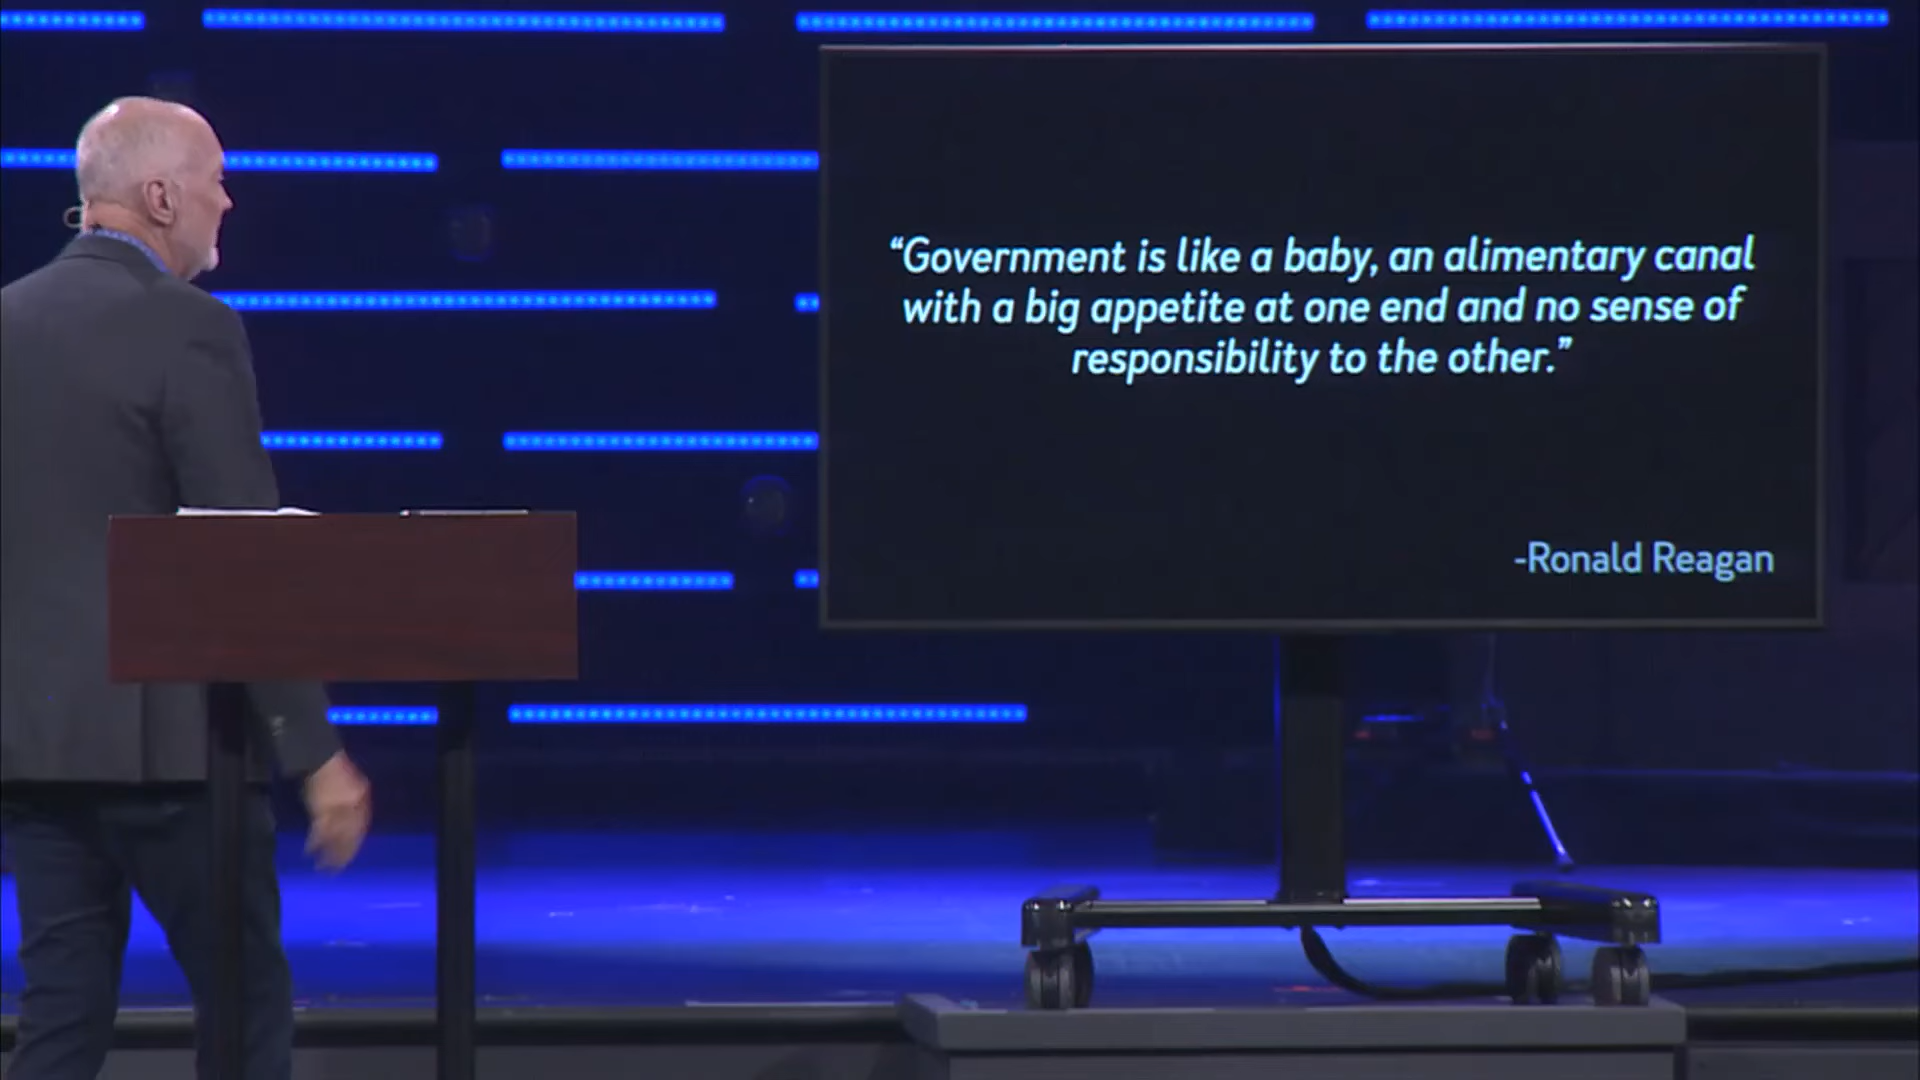 “Government is like a baby, an alimentary canal
with a big appetite at one end and no sense of
responsibility to the other.”
-Ronald Reagan